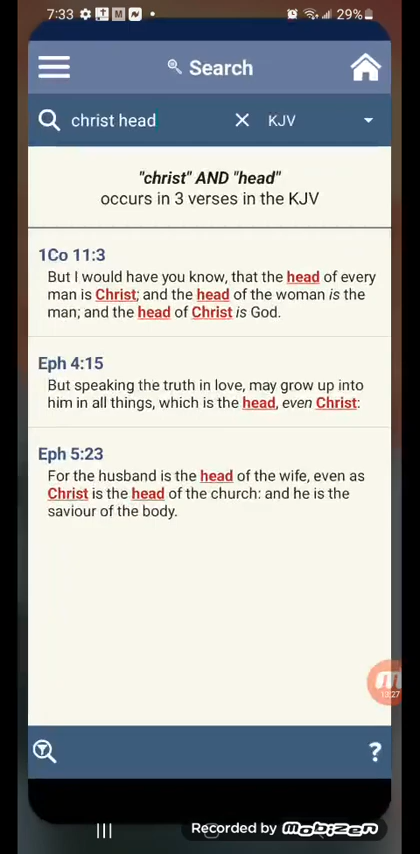 7:33 29%
Search
christ head KJV
"christ" AND "head"
occurs in 3 verses in the KJV
1Co 11:3
But I would have you know, that the head of every
man is Christ; and the head of the woman is the
man; and the head of Christ is God.
Eph 4:15
But speaking the truth in love, may grow up into
him in all things, which is the head, even Christ:
Eph 5:23
For the husband is the head of the wife, even as
Christ is the head of the church: and he is the
saviour of the body.
?
Recorded by mobizen